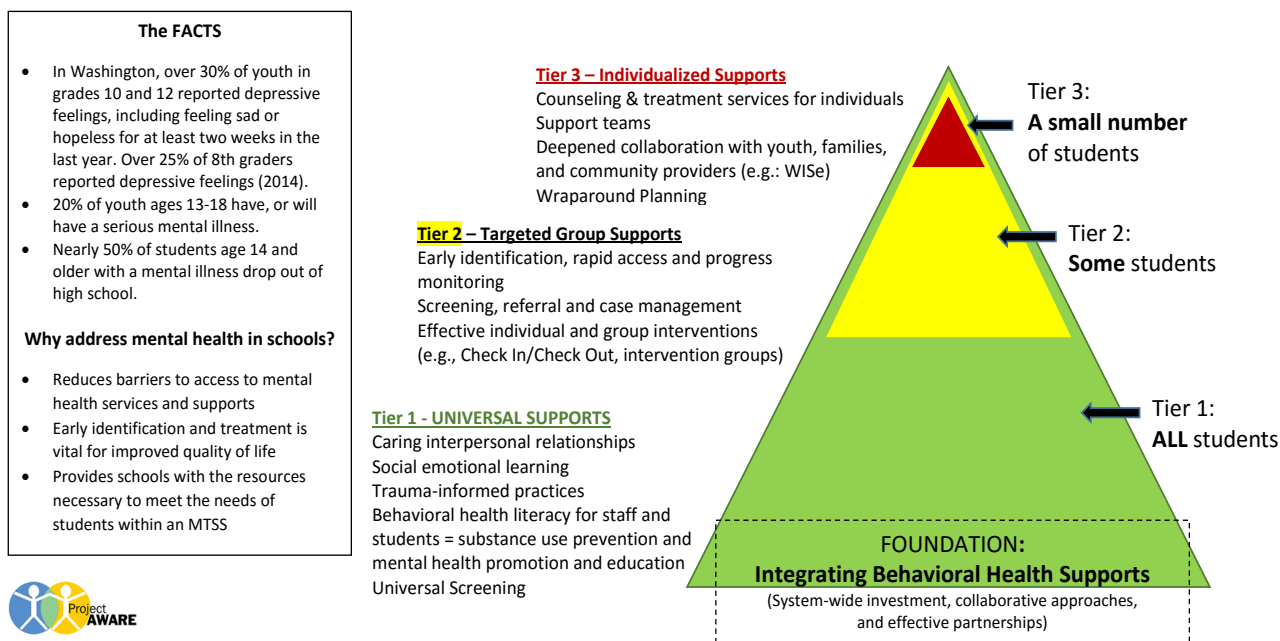 The FACTS
• In Washington, over 30% of youth in
grades 10 and 12 reported depressive
feelings, including feeling sad or
hopeless for at least two weeks in the
last year. Over 25% of 8th graders
reported depressive feelings (2014).
• 20% of youth ages 13-18 have, or will
have a serious mental illness.
• Nearly 50% of students age 14 and
older with a mental illness drop out of
high school.
Why address mental health in schools?
• Reduces barriers to access to mental
health services and supports
• Early identification and treatment is
vital for improved quality of life
• Provides schools with the resources
necessary to meet the needs of
students within an MTSS
Project
AWARE
Tier 3 – Individualized Supports
Counseling & treatment services for individuals
Support teams
Deepened collaboration with youth, families,
and community providers (e.g.: WISe)
Wraparound Planning
Tier 2 – Targeted Group Supports
Early identification, rapid access and progress
monitoring
Screening, referral and case management
Effective individual and group interventions
(e.g., Check In/Check Out, intervention groups)
Tier 1 - UNIVERSAL SUPPORTS
Caring interpersonal relationships
Social emotional learning
Trauma-informed practices
Behavioral health literacy for staff and
students = substance use prevention and
mental health promotion and education
Universal Screening
Tier 3:
A small number
of students
Tier 2:
Some students
Tier 1:
ALL students
FOUNDATION:
Integrating Behavioral Health Supports
(System-wide investment, collaborative approaches,
and effective partnerships)